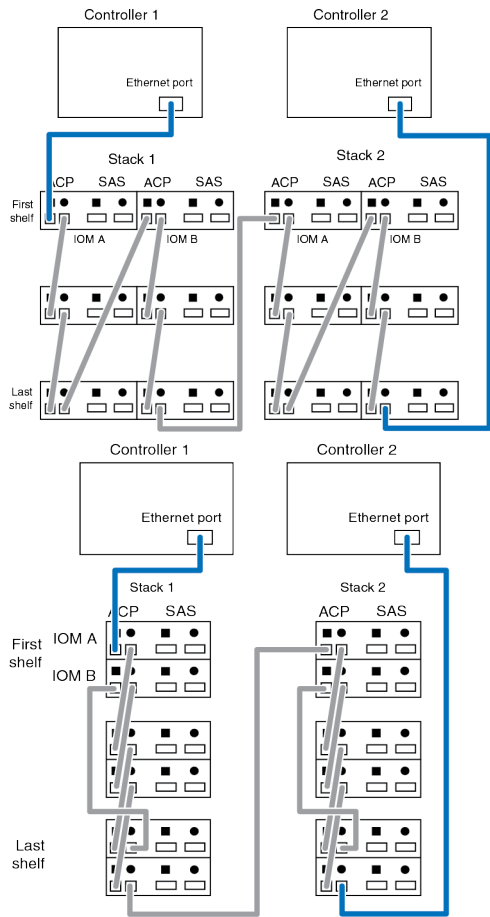 Controller 1
Controller 2
Ethernet port
Ethernet port
Stack 1
Stack 2
ACP SAS ACP SAS
ACP SAS ACP SAS
First
shelf
IOM A
IOM B
IOM A
IOM B
Last
shelf
Controller 1
Controller 2
Ethernet port
Ethernet port
Stack 1
Stack 2
ACP SAS
ACP SAS
First
shelf
IOM A
IOM B
Last
shelf